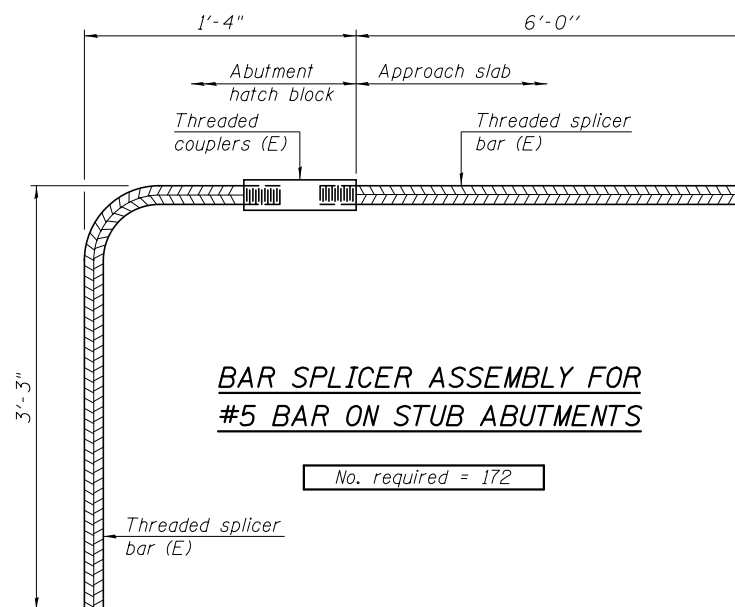 1'-4"
6'-0''
Abutment
hatch block
Approach slab
Threaded
couplers (E)
Threaded splicer
bar (E)
3'-3"
BAR SPLICER ASSEMBLY FOR
#5 BAR ON STUB ABUTMENTS
No. required = 172
Threaded splicer
bar (E)